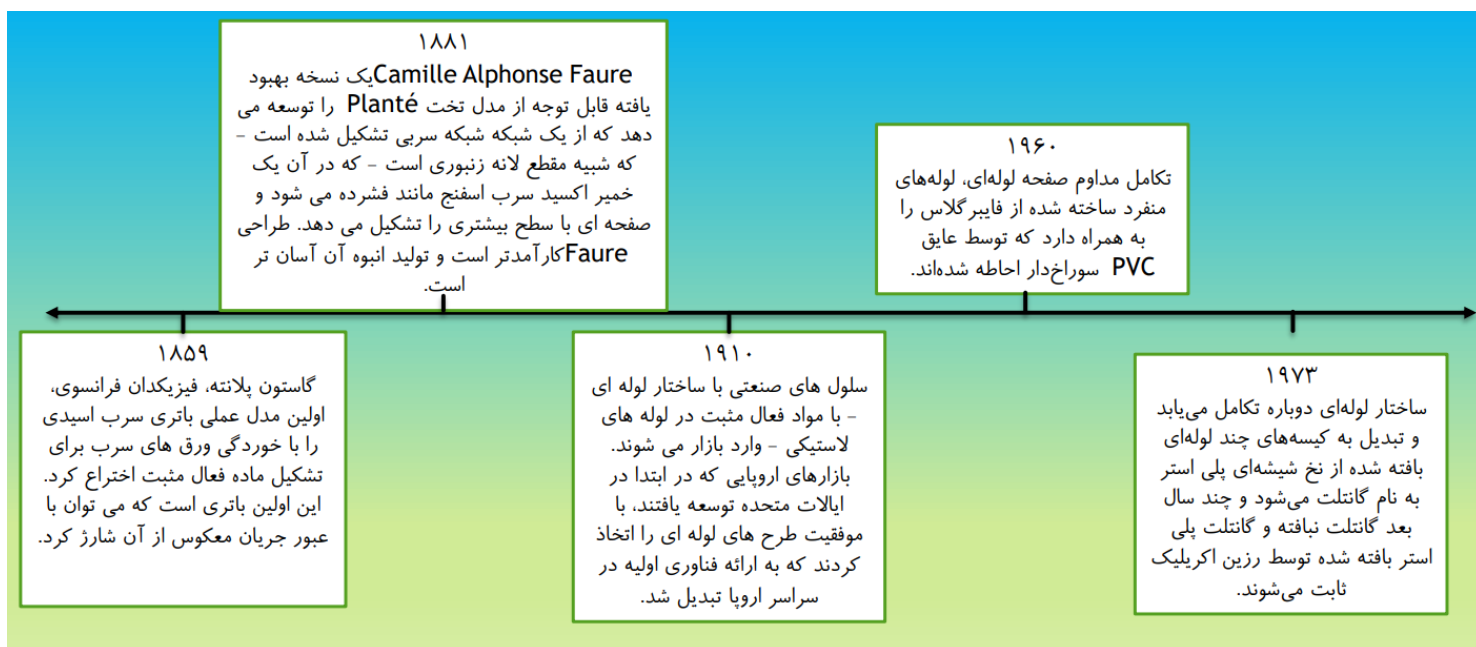 ۱۸۸۱
Camille Alphonse Faureیک نسخه بهبود
یافته قابل توجه از مدل تخت Planté را توسعه می
دهد که از یک شبکه شبکه سربی تشکیل شده است –
که شبیه مقطع لانه زنبوری است – که در آن یک
خمیر اکسید سرب اسفنج مانند فشرده می شود و
صفحه ای با سطح بیشتری را تشکیل می دهد. طراحی
Faureکارآمدتر است و تولید انبوه آن آسان تر
است.
۱۹۶۰
تکامل مداوم صفحه لوله‌ای، لوله‌های
منفرد ساخته شده از فایبرگلاس را
به همراه دارد که توسط عایق
PVC سوراخ‌دار احاطه شده‌اند.
۱۸۵۹
گاستون پلانته، فیزیکدان فرانسوی،
اولین مدل عملی باتری سرب اسیدی
را با خوردگی ورق های سرب برای
تشکیل ماده فعال مثبت اختراع کرد.
این اولین باتری است که می توان با
عبور جریان معکوس از آن شارژ کرد.
۱۹۱۰
سلول های صنعتی با ساختار لوله ای
– با مواد فعال مثبت در لوله های
لاستیکی – وارد بازار می شوند.
بازارهای اروپایی که در ابتدا در
ایالات متحده توسعه یافتند، با
موفقیت طرح های لوله ای را اتخاذ
کردند که به ارائه فناوری اولیه در
سراسر اروپا تبدیل شد.
۱۹۷۳
ساختار لوله‌ای دوباره تکامل می‌یابد
و تبدیل به کیسه‌های چند لوله‌ای
بافته شده از نخ شیشه‌ای پلی استر
به نام گانتلت می‌شود و چند سال
بعد گانتلت نبافته و گانتلت پلی
استر بافته شده توسط رزین اکریلیک
ثابت می‌شوند.